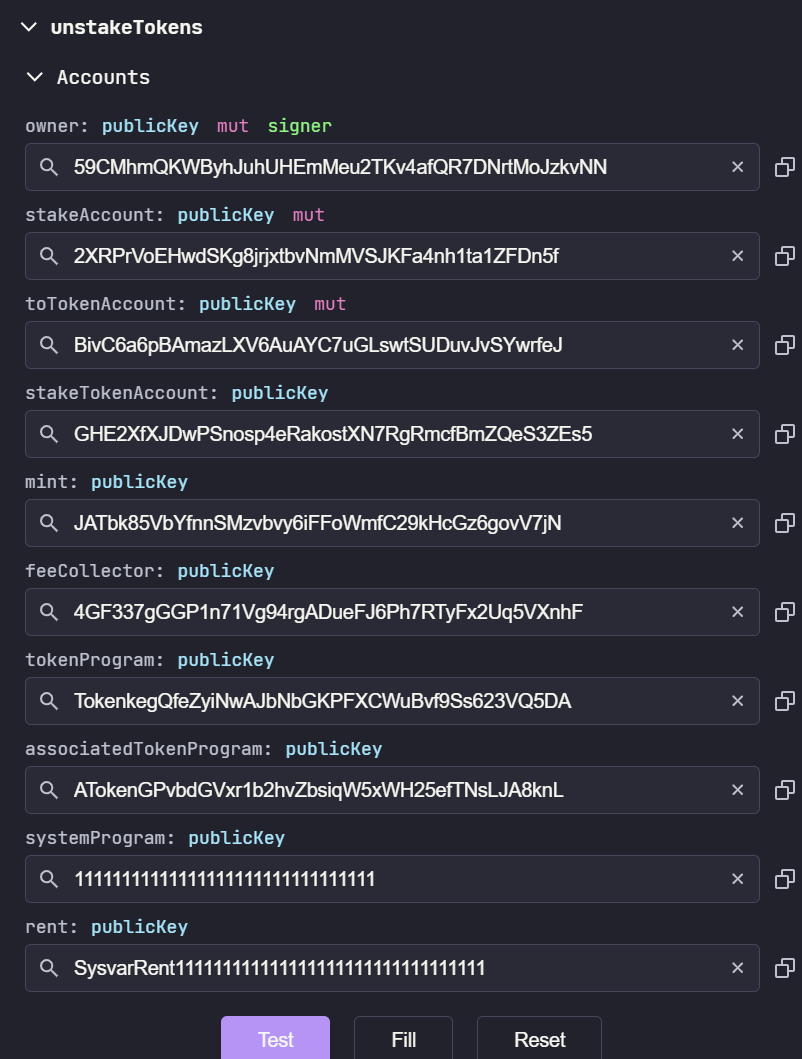 unstakeTokens
Accounts
owner: publicKey mut signer
59CMhmQKWByhJuhUHEmMeu2TKv4afQR7DNrtMoJzkvNN
stakeAccount: publicKey mut
2XRPrVoEHwdSKg8jrjxtbvNmMVSJKFa4nh1ta1ZFDn5f
toTokenAccount: publicKey mut
BivC6a6pBAmazLXV6AuAYC7uGLswtSUDuvJvSYwrfeJ
stakeTokenAccount: publicKey
GHE2XfXJDwPSnosp4eRakostXN7RgRmcfBmZQeS3ZEs5
mint: publicKey
JATbk85VbYfnnSMzvbvy6iFFoWmfC29kHcGz6govV7jN
feeCollector: publicKey
4GF337gGGP1n71Vg94rgADueFJ6Ph7RTyFx2Uq5VXnhF
tokenProgram: publicKey
TokenkegQfeZyiNwAJbNbGKPFXCWuBvf9Ss623VQ5DA
associatedTokenProgram: publicKey
ATokenGPvbdGVxr1b2hvZbsiqW5xWH25efTNsLJA8knL
systemProgram: publicKey
11111111111111111111111111111111
rent: publicKey
SysvarRent111111111111111111111111111111111
Test Fill Reset